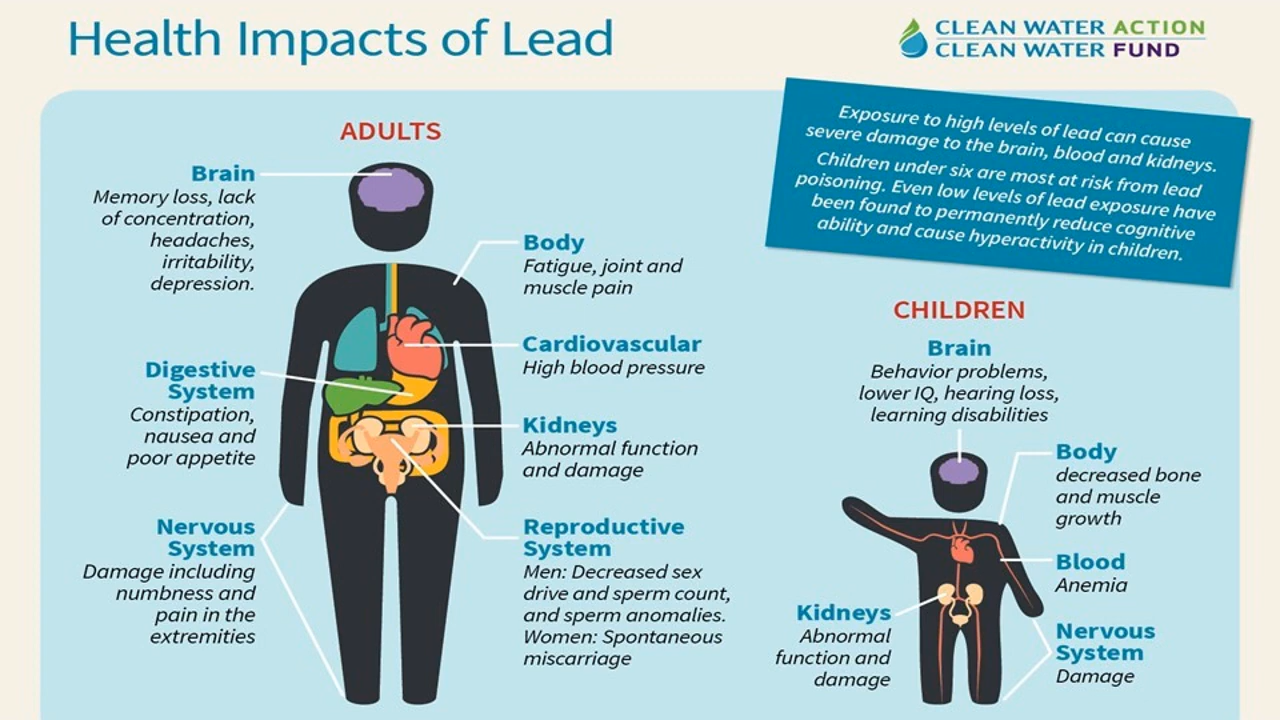 Health Impacts of Lead
CLEAN WATER ACTION
CLEAN WATER FUND
Exposure to high levels of lead can cause
severe damage to the brain, blood and kidneys.
Children under six are most at risk from lead
poisoning. Even low levels of lead exposure have
been found to permanently reduce cognitive
ability and cause hyperactivity in children.
ADULTS
Brain
Memory loss, lack
of concentration,
headaches,
irritability,
depression.
Digestive
System
Constipation,
nausea and
poor appetite
Nervous
System
Damage including
numbness and
pain in the
extremities
Body
Fatigue, joint and
muscle pain
Cardiovascular
High blood pressure
Kidneys
Abnormal function
and damage
Reproductive
System
Men: Decreased sex
drive and sperm count,
and sperm anomalies.
Women: Spontaneous
miscarriage
CHILDREN
Brain
Behavior problems,
lower IQ, hearing loss,
learning disabilities
Body
decreased bone
and muscle
growth
Blood
Anemia
Kidneys
Abnormal
function and
damage
Nervous
System
Damage